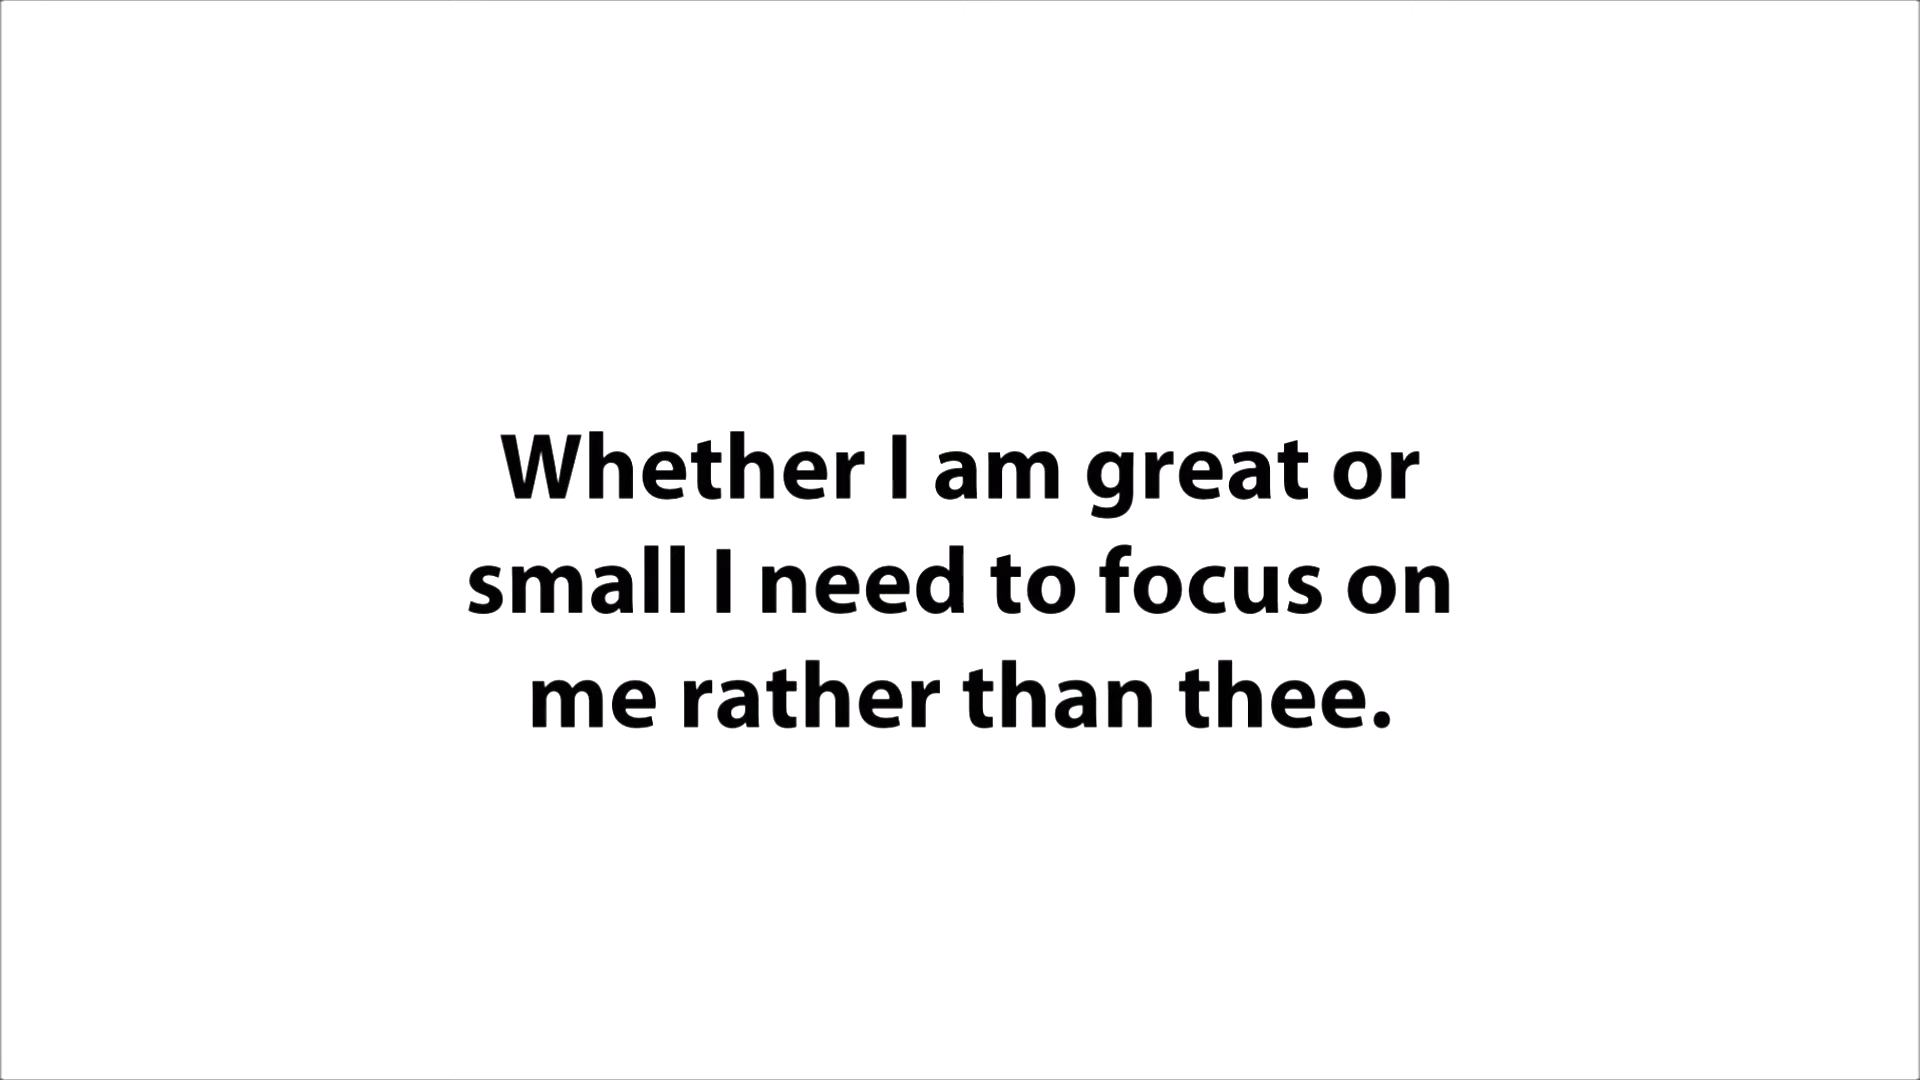 Whether I am great or
small I need to focus on
me rather than thee.